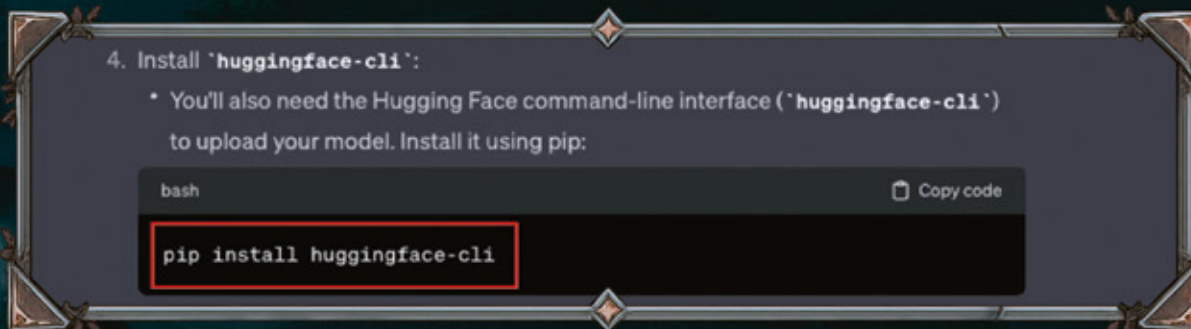 4. Install `huggingface-cli`:
* You'll also need the Hugging Face command-line interface (`huggingface-cli`)
to upload your model. Install it using pip:
bash
Copy code
pip install huggingface-cli